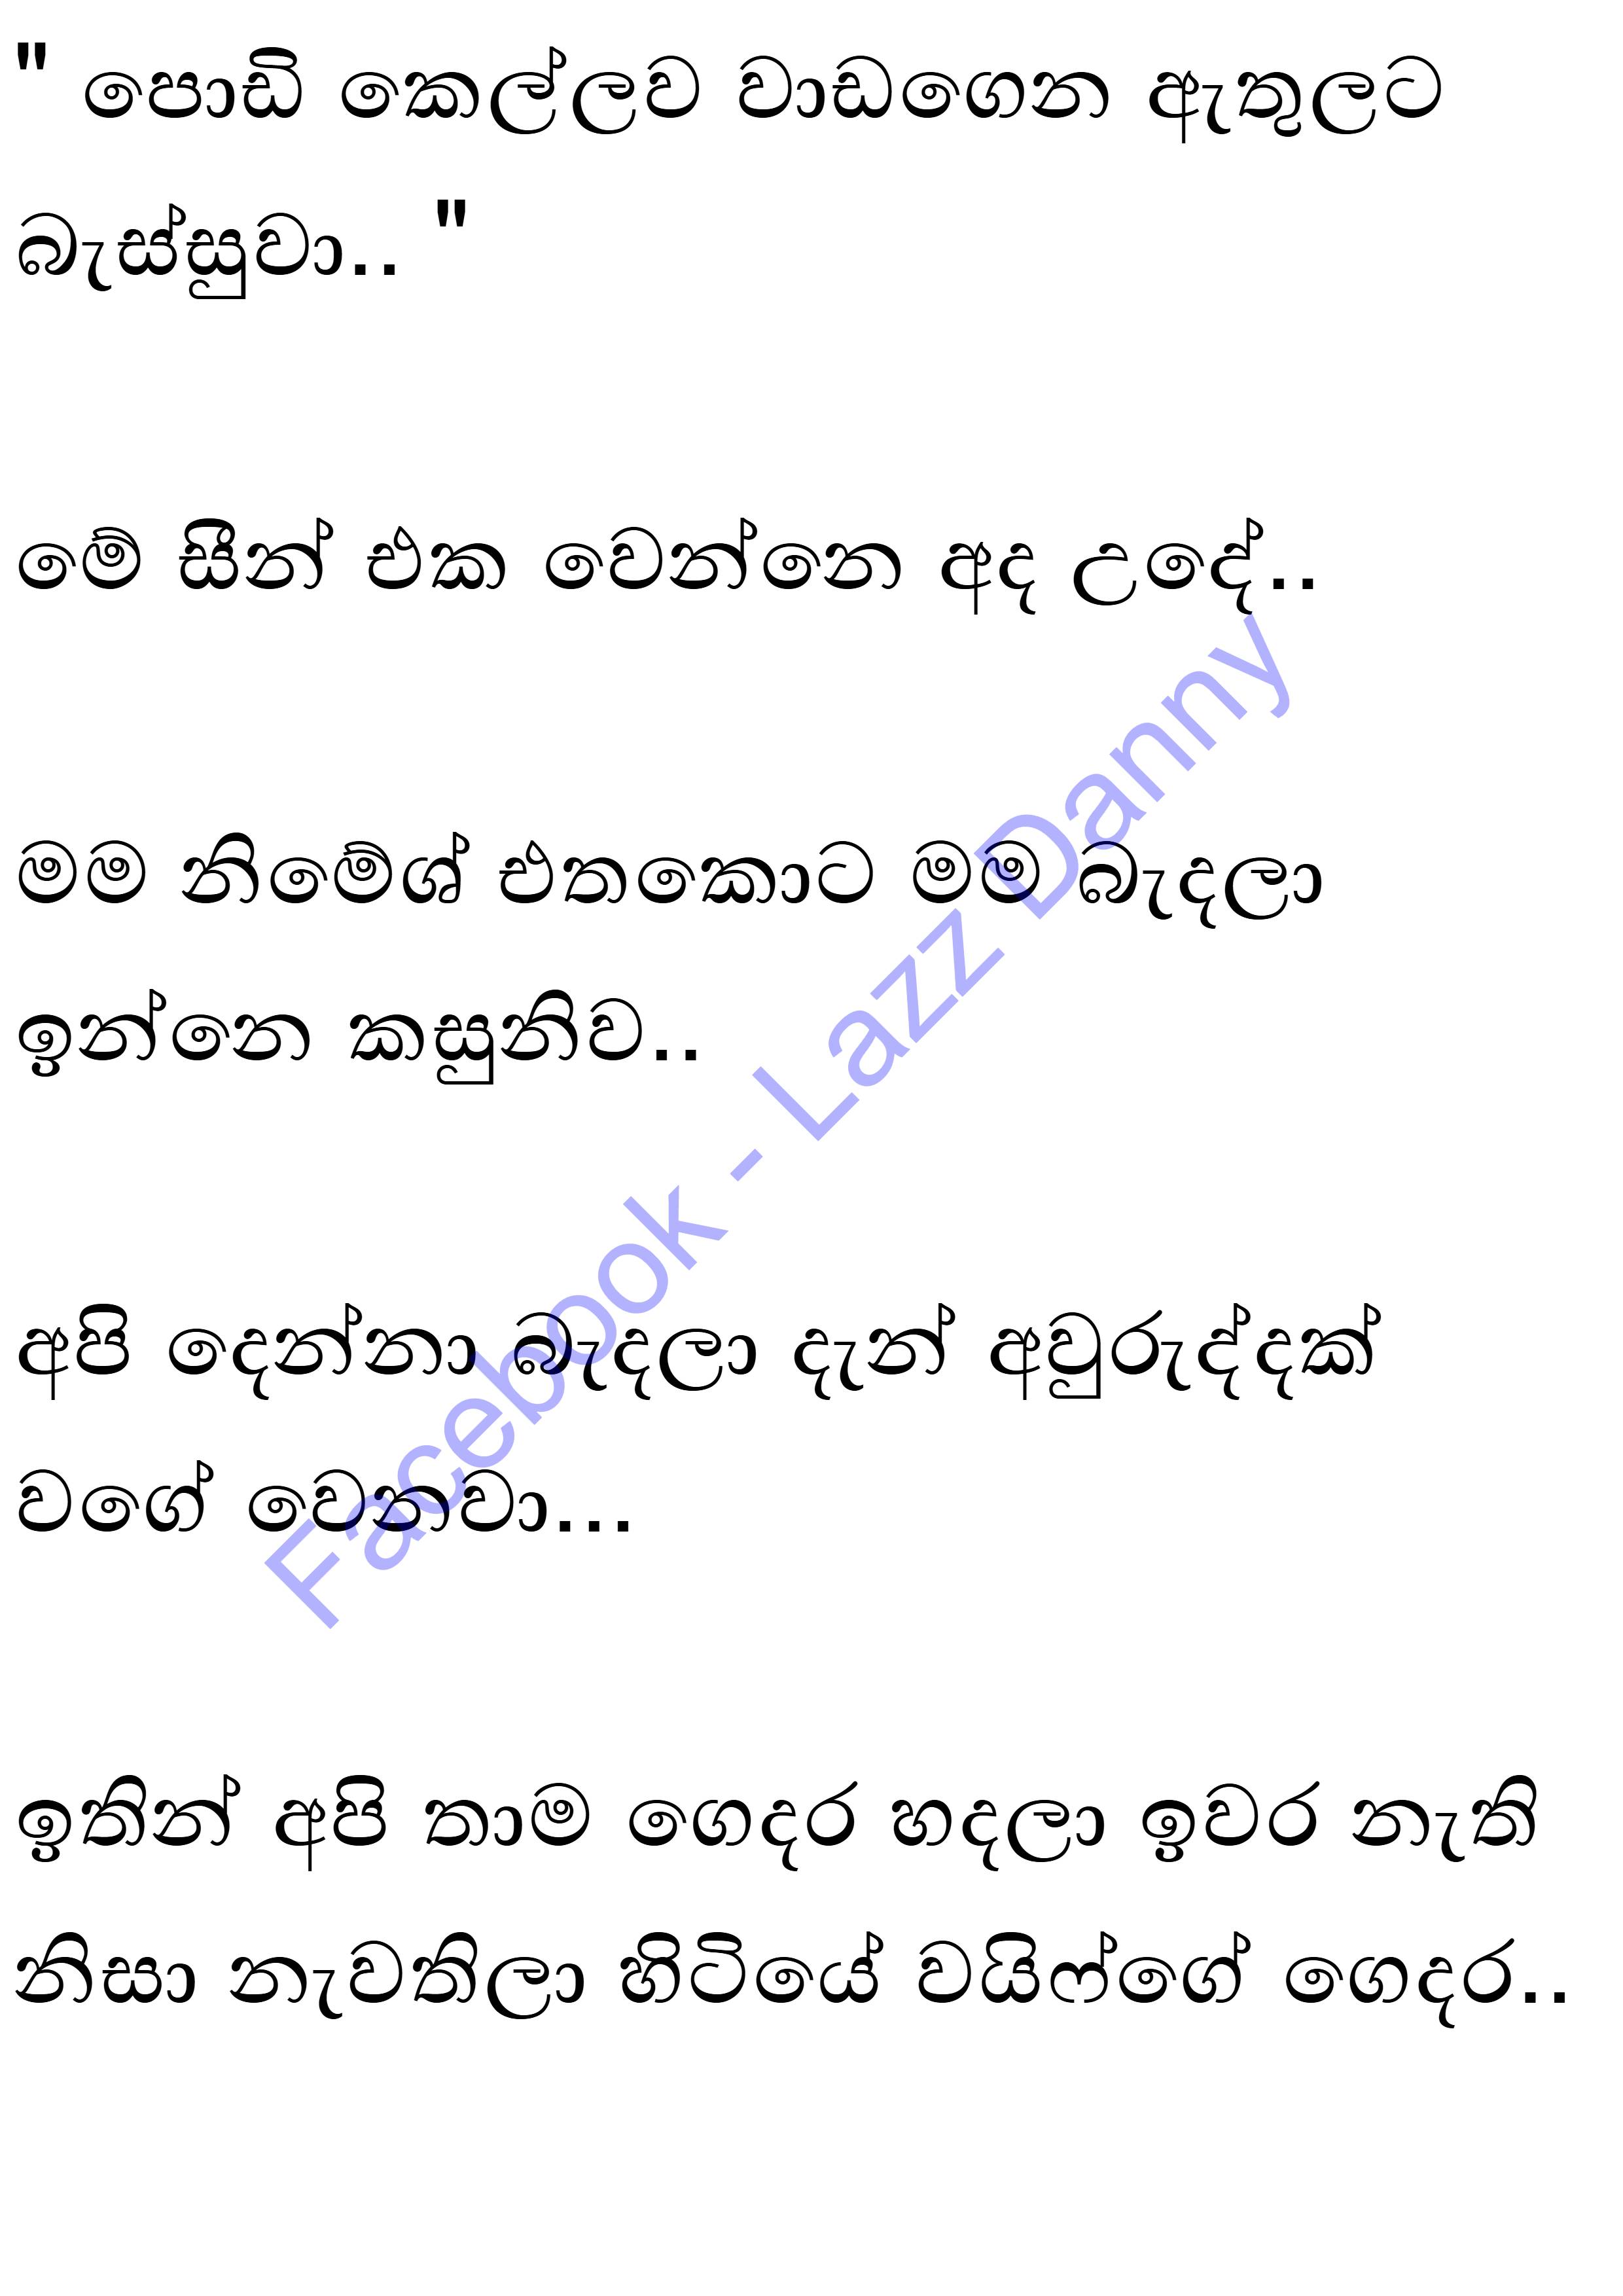 " පොඩි කෙල්ලව වාඩගෙන ඇතුලට
බැස්සුවා.. "
මේ සීන් එක වෙන්නෙ අද උදේ..
මම නිමේශ් එතකොට මම බැදලා
ඉන්නෙ කසුනිව..
අපි දෙන්නා බැදලා දැන් අවුරුද්දක්
වගේ වෙනවා...
ඉතින් අපි තාම ගෙදර හදලා ඉවර නැති
නිසා නැවතිලා හිටියේ වයිෆ්ගේ ගෙදර..
Facebook - Lazz Danny